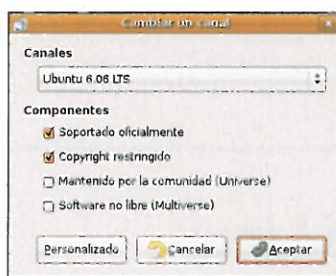 Cambiar un canal
Canales
Ubuntu 6.06 LTS
Componentes
Soportado oficialmente
Copyright restringido
Mantenido por la comunidad (Universe)
Software no libre (Multiverse)
Personalizado
Cancelar
Aceptar